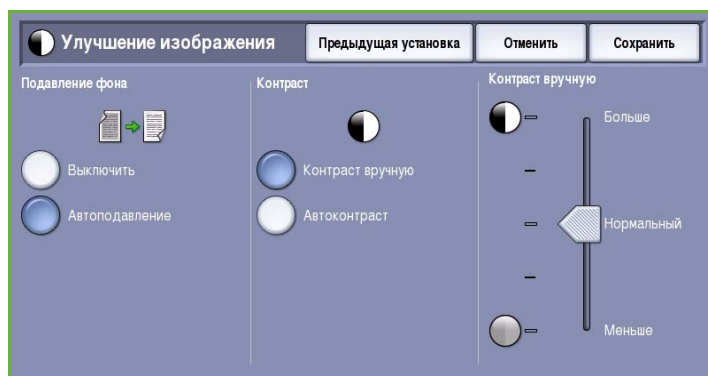 Улучшение изображения
Предыдущая установка
Отменить
Сохранить
Подавление фона
Контраст
Контраст вручную
Больше
Выключить
Контраст вручную
Автоподавление
Автоконтраст
Нормальный
Меньше